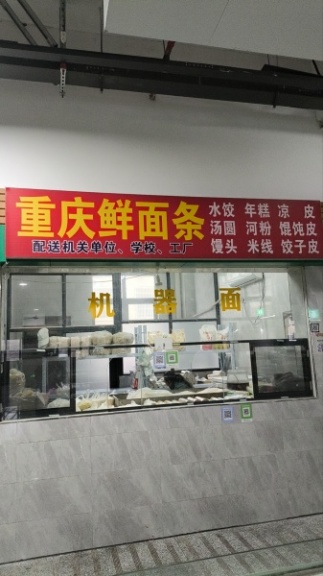 重庆鲜面条
配送机关单位、学校、工厂
水饺 年糕 凉皮
汤圆 河粉 馄饨皮
馒头 米线 饺子皮
机器面